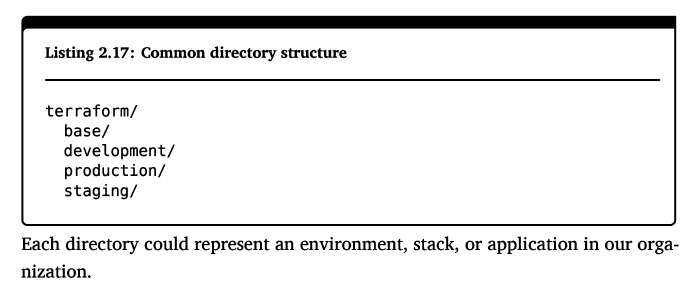 Listing 2.17: Common directory structure
terraform/
base/
development/
production/
staging/
Each directory could represent an environment, stack, or application in our orga-
nization.